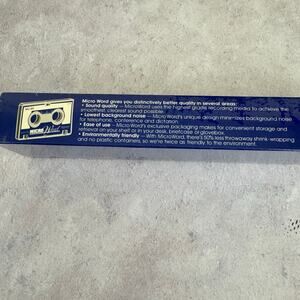 Micro Word gives you distinctively better quality in several areas:
• Sound quality — MicroWord uses the highest grade recording media to achieve the
smoothest, clearest sound possible.
• Lowest background noise — MicroWord's unique design minimizes background noise
for telephone, conference and dictation.
• Ease of use — MicroWord's exclusive packaging makes for convenient storage and
retrieval on your shelf or in your desk, briefcase or glovebox.
• Environmentally friendly — With MicroWord, there's 50% less throwaway shrink-wrapping
and no plastic containers, so we're twice as friendly to the environment.
MICRO
Word